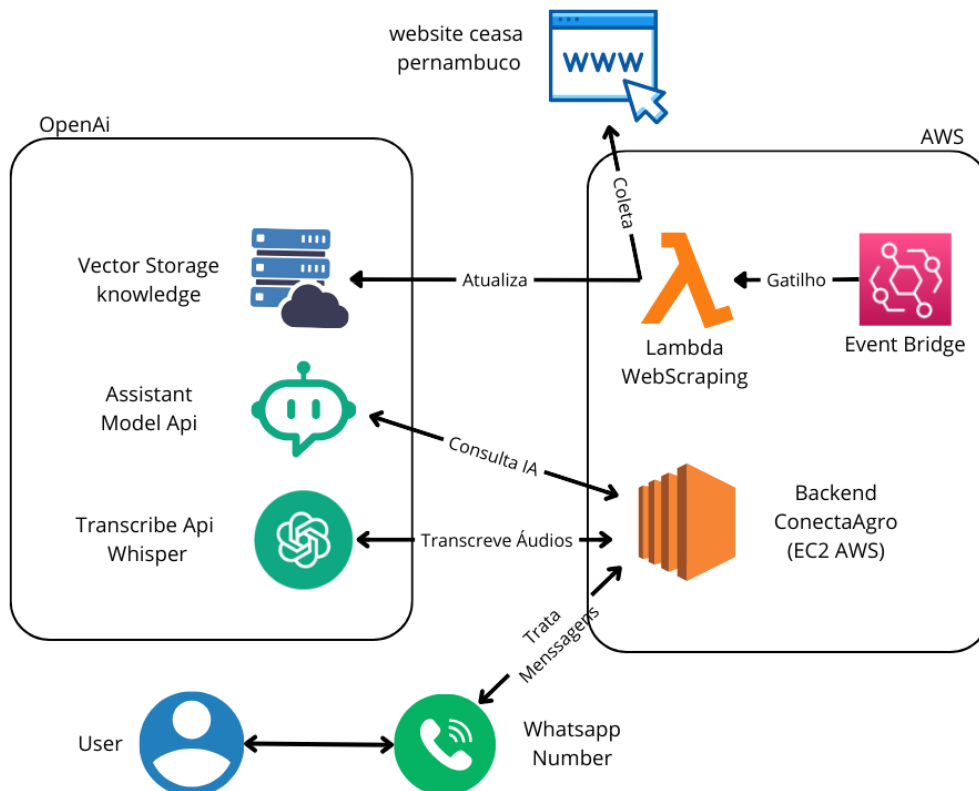 website ceasa
pernambuco
WWW
OpenAi
AWS
Coleta
Vector Storage
knowledge
Atualiza
Gatilho
Lambda
WebScraping
Event Bridge
Assistant
Model Api
Consulta IA
Transcribe Api
Whisper
Transcreve Áudios
Backend
ConectaAgro
(EC2 AWS)
Trata
Menssagens
User
Whatsapp
Number